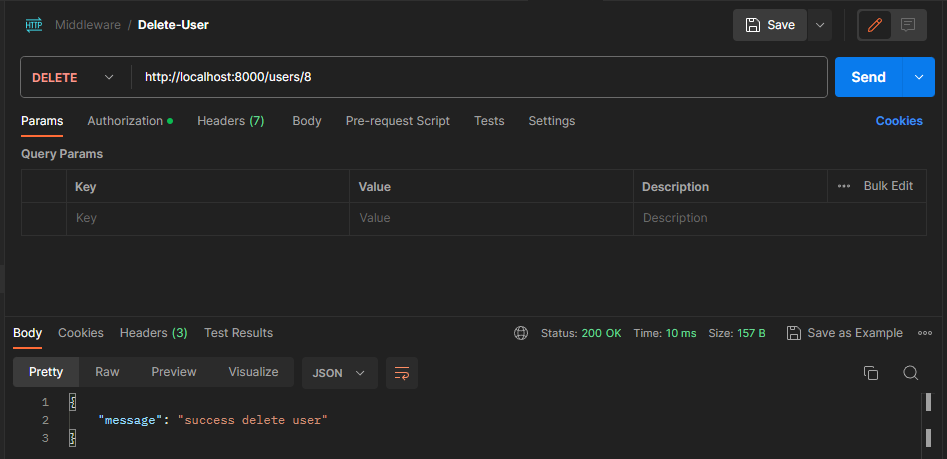 HTTP Middleware / Delete-User Save
DELETE http://localhost:8000/users/8 Send
Params Authorization Headers (7) Body Pre-request Script Tests Settings Cookies
Query Params
Key Value Description Bulk Edit
Key Value Description
Body Cookies Headers (3) Test Results Status: 200 OK Time: 10 ms Size: 157 B Save as Example
Pretty Raw Preview Visualize JSON
1 {
2 "message": "success delete user"
3 }